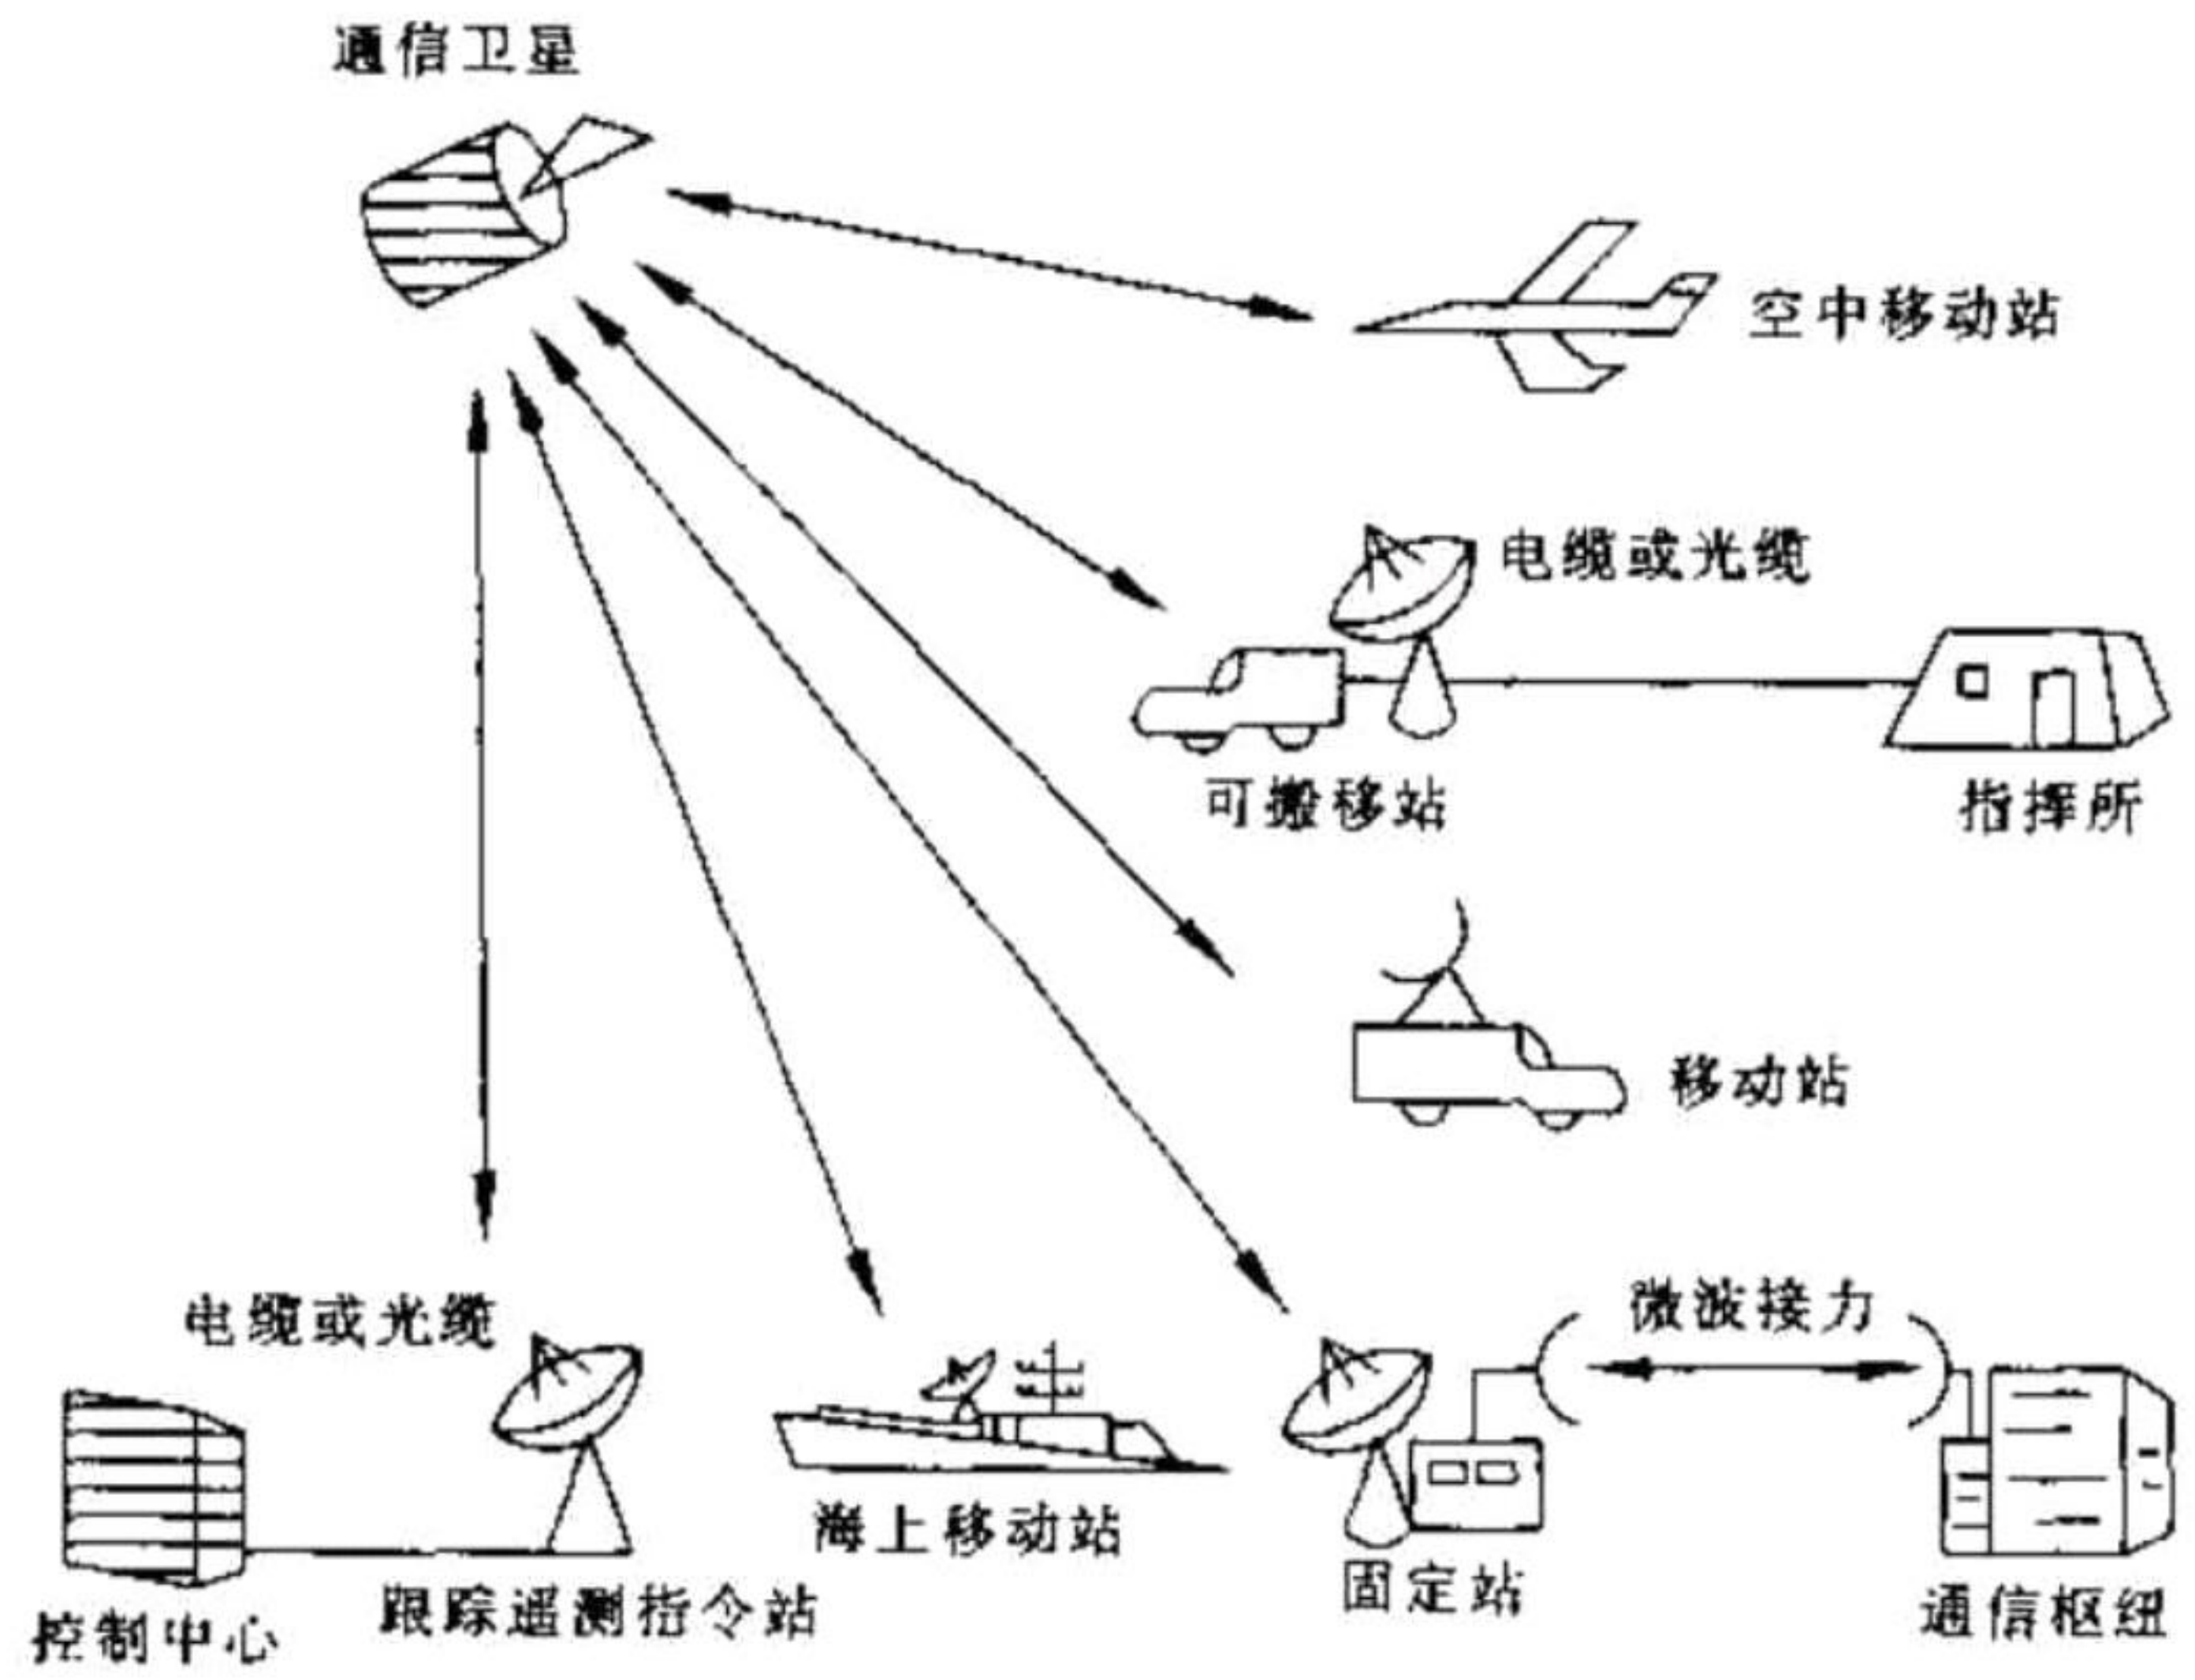 通信卫星
空中移动站
电缆或光缆
可搬移站
指挥所
移动站
微波接力
电缆或光缆
海上移动站
固定站
通信枢纽
跟踪遥测指令站
控制中心